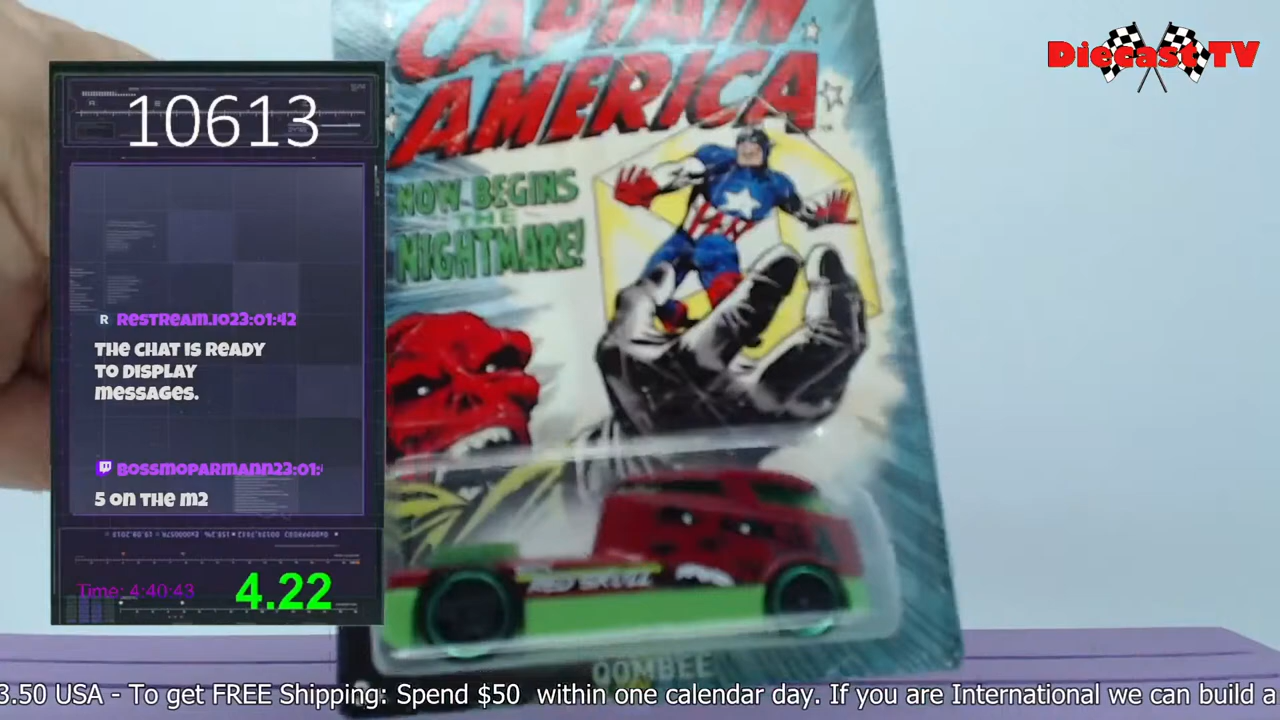 Diecast TV
10613
CAPTAIN
AMERICA
NOW BEGINS
THE
NIGHTMARE!
RESTREAM.IO23:01:42
THE CHAT IS READY
TO DISPLAY
MESSAGES.
BOSSMOPARMANN23:01:
5 ON THE M2
Time: 4:40:43
4.22
RED SKULL
QOMBEE
3.50 USA - To get FREE Shipping: Spend $50 within one calendar day. If you are International we can build a